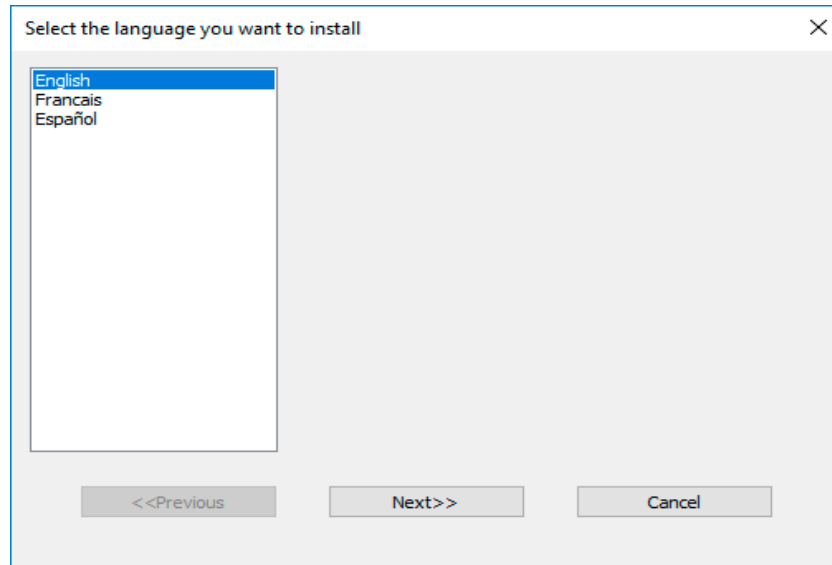 Select the language you want to install
English
Francais
Español
<<Previous
Next>>
Cancel